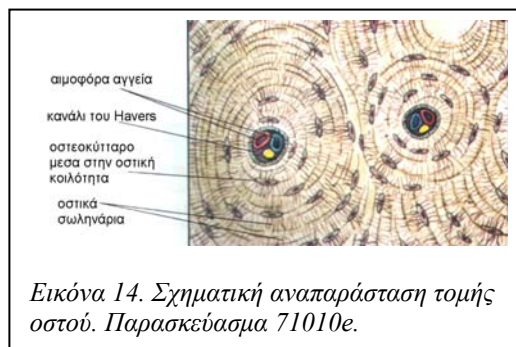 αιμοφόρα αγγεία
κανάλι του Havers
οστεοκύτταρο
μεσα στην οστική
κοιλότητα
οστικά
σωληνάρια
Εικόνα 14. Σχηματική αναπαράσταση τομής
οστού. Παρασκεύασμα 71010e.